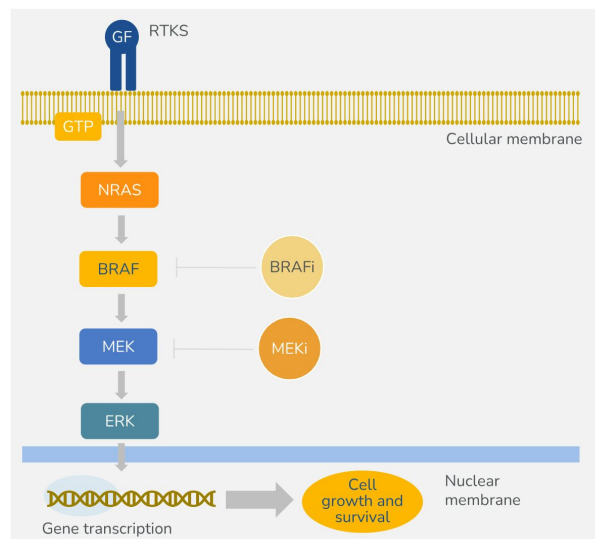 GF
RTKS
GTP
Cellular membrane
NRAS
BRAF
BRAFi
MEK
MEKi
ERK
Cell
growth and
survival
Nuclear
membrane
Gene transcription